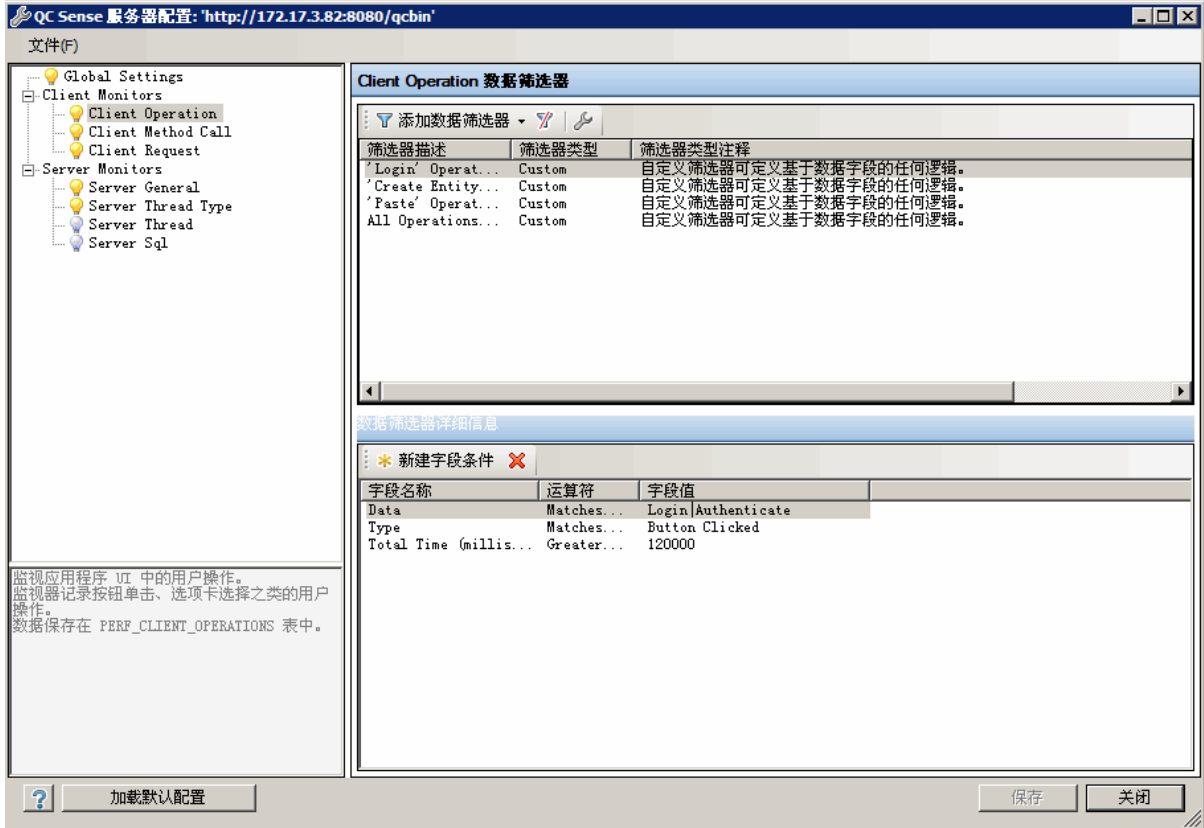 QC Sense 服务器配置: 'http://172.17.3.82:8080/qcbin'
文件(F)
Global Settings
Client Monitors
Client Operation
Client Method Call
Client Request
Server Monitors
Server General
Server Thread Type
Server Thread
Server Sql
监视应用程序 UI 中的用户操作。
监视器记录按钮单击、选项卡选择之类的用户
操作。
数据保存在 PERF_CLIENT_OPERATIONS 表中。
Client Operation 数据筛选器
添加数据筛选器
筛选器描述 筛选器类型 筛选器类型注释
'Login' Operat... Custom 自定义筛选器可定义基于数据字段的任何逻辑。
'Create Entity... Custom 自定义筛选器可定义基于数据字段的任何逻辑。
'Paste' Operat... Custom 自定义筛选器可定义基于数据字段的任何逻辑。
All Operations... Custom 自定义筛选器可定义基于数据字段的任何逻辑。
数据筛选器详细信息
新建字段条件
字段名称 运算符 字段值
Data Matches... Login|Authenticate
Type Matches... Button Clicked
Total Time (millis... Greater... 120000
? 加载默认配置 保存 关闭